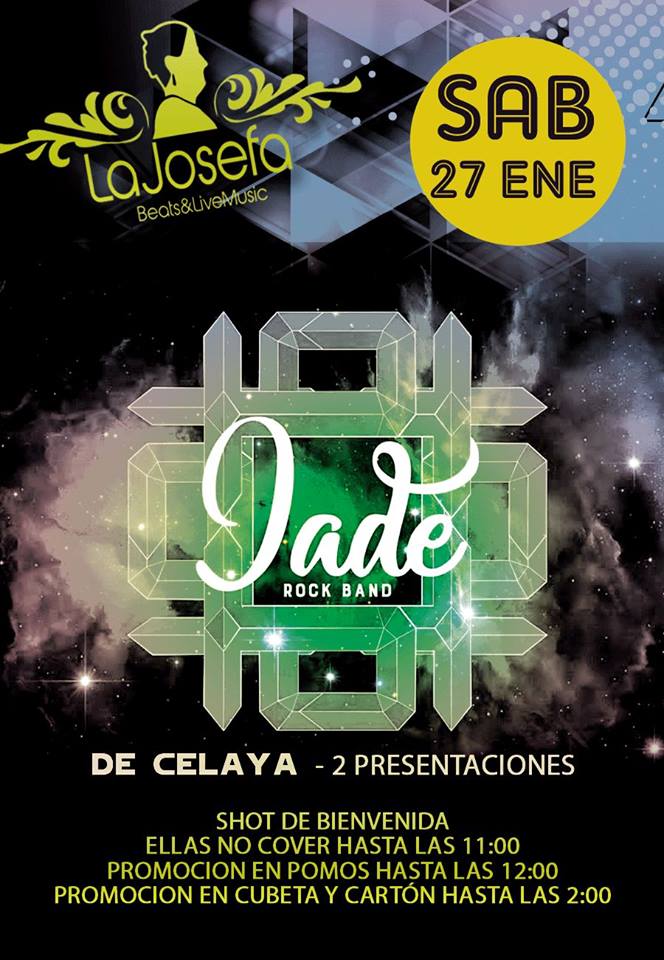 LaJosefa
Beats&LiveMusic
SAB
27 ENE
Jade
ROCK BAND
DE CELAYA - 2 PRESENTACIONES
SHOT DE BIENVENIDA
ELLAS NO COVER HASTA LAS 11:00
PROMOCION EN POMOS HASTA LAS 12:00
PROMOCION EN CUBETA Y CARTÓN HASTA LAS 2:00